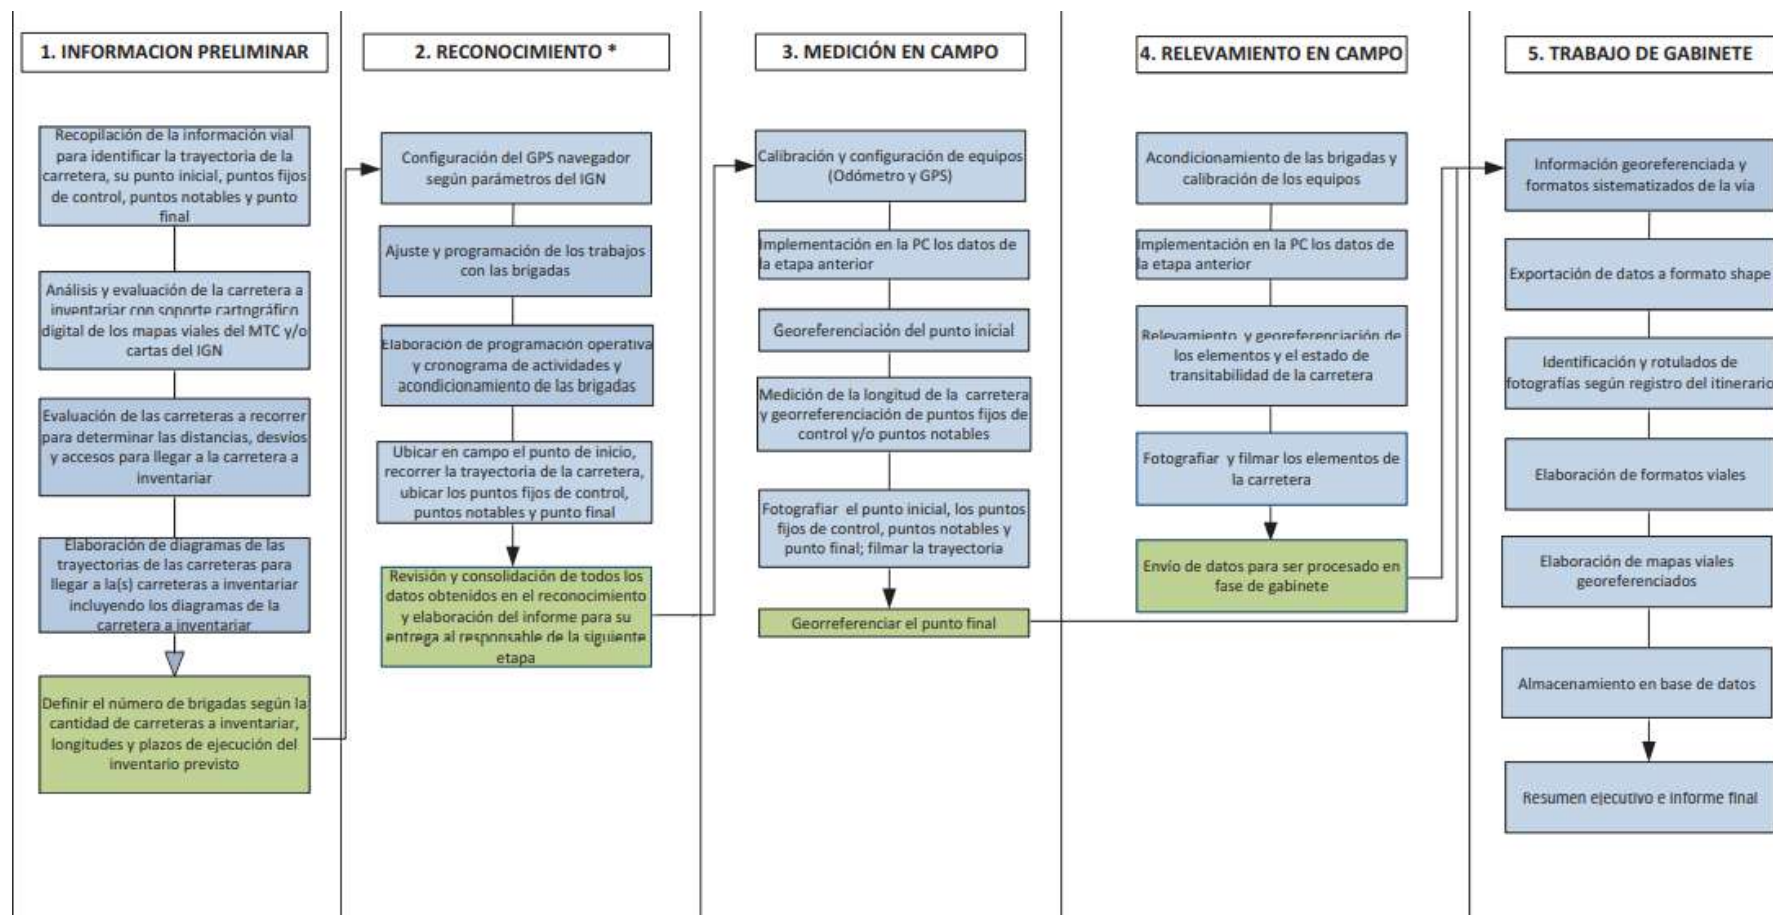 1. INFORMACION PRELIMINAR
Recopilación de la información vial
para identificar la trayectoria de la
carretera, su punto inicial, puntos fijos
de control, puntos notables y punto
final
Análisis y evaluación de la carretera a
inventariar con soporte cartográfico
digital de los mapas viales del MTC y/o
cartas del IGN
Evaluación de las carreteras a recorrer
para determinar las distancias, desvíos
y accesos para llegar a la carretera a
inventariar
Elaboración de diagramas de las
trayectorias de las carreteras para
llegar a la(s) carreteras a inventariar
incluyendo los diagramas de la
carretera a inventariar
Definir el número de brigadas según la
cantidad de carreteras a inventariar,
longitudes y plazos de ejecución del
inventario previsto
2. RECONOCIMIENTO *
Configuración del GPS navegador
según parámetros del IGN
Ajuste y programación de los trabajos
con las brigadas
Elaboración de programación operativa
y cronograma de actividades y
acondicionamiento de las brigadas
Ubicar en campo el punto de inicio,
recorrer la trayectoria de la carretera,
ubicar los puntos fijos de control,
puntos notables y punto final
Revisión y consolidación de todos los
datos obtenidos en el reconocimiento
y elaboración del informe para su
entrega al responsable de la siguiente
etapa
3. MEDICIÓN EN CAMPO
Calibración y configuración de equipos
(Odómetro y GPS)
Implementación en la PC los datos de
la etapa anterior
Georeferenciación del punto inicial
Medición de la longitud de la carretera
y georreferenciación de puntos fijos de
control y/o puntos notables
Fotografiar el punto inicial, los puntos
fijos de control, puntos notables y
punto final; filmar la trayectoria
Georreferenciar el punto final
4. RELEVAMIENTO EN CAMPO
Acondicionamiento de las brigadas y
calibración de los equipos
Implementación en la PC los datos de
la etapa anterior
Relevamiento y georeferenciación de
los elementos y el estado de
transitabilidad de la carretera
Fotografiar y filmar los elementos de
la carretera
Envío de datos para ser procesado en
fase de gabinete
5. TRABAJO DE GABINETE
Información georeferenciada y
formatos sistematizados de la vía
Exportación de datos a formato shape
Identificación y rotulados de
fotografías según registro del itinerario
Elaboración de formatos viales
Elaboración de mapas viales
georeferenciados
Almacenamiento en base de datos
Resumen ejecutivo e informe final